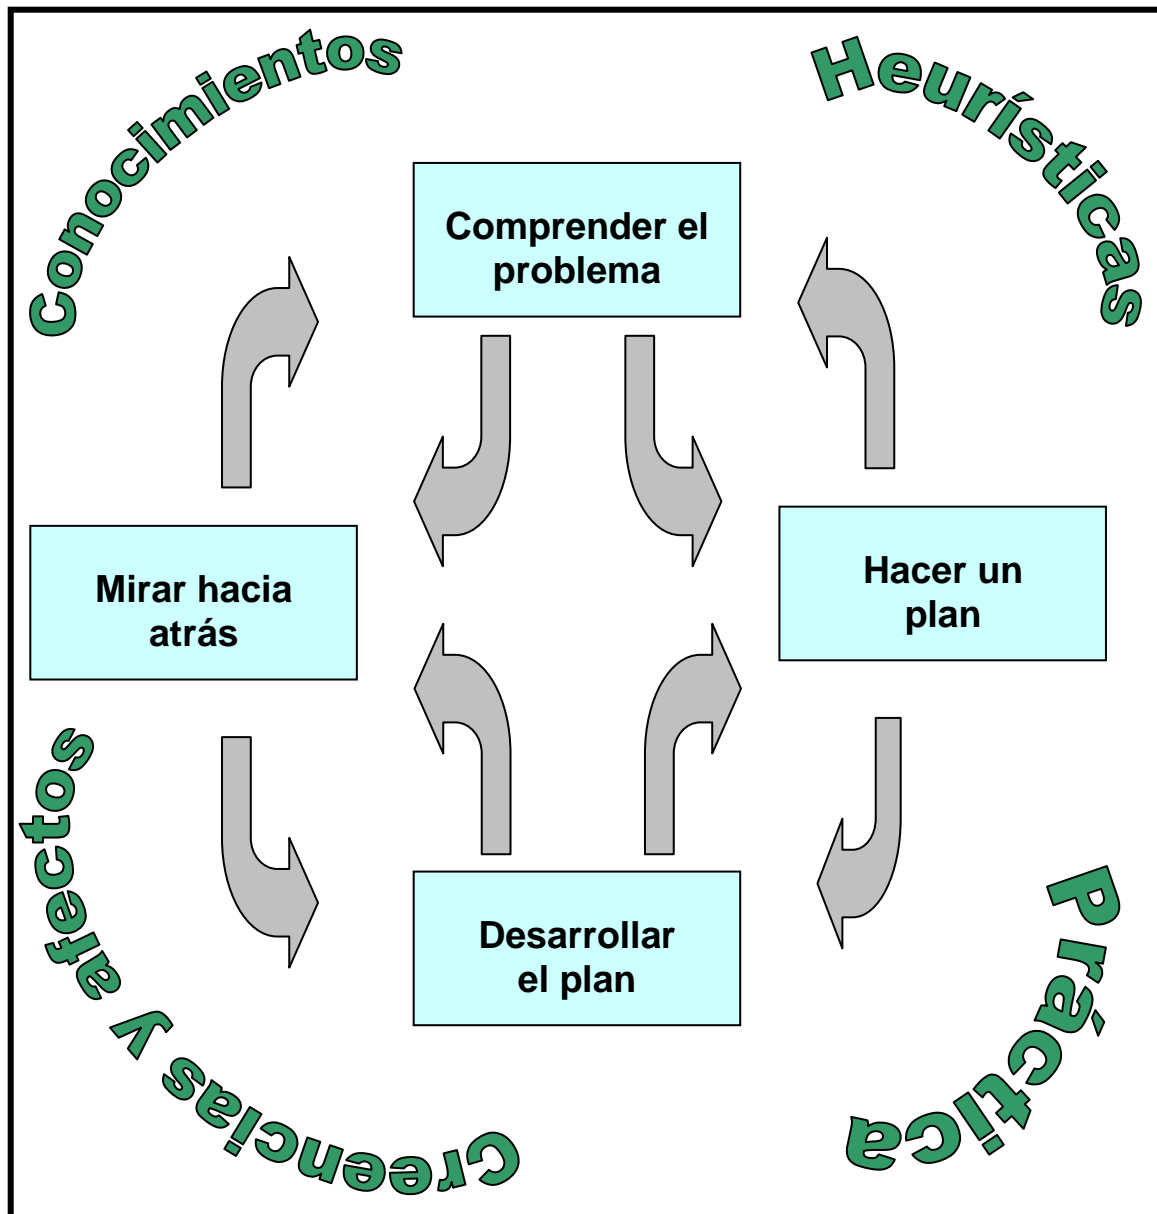 Conocimientos
Heurísticas
Comprender el
problema
Mirar hacia
atrás
Hacer un
plan
Desarrollar
el plan
Creencias y afectos
Práctica